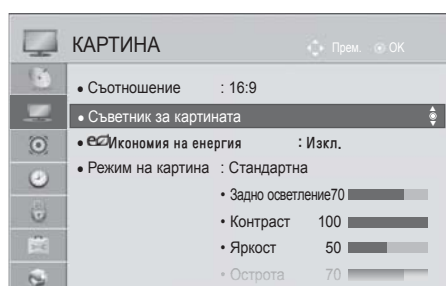 КАРТИНА
Прем. OK
• Съотношение : 16:9
• Съветник за картината
• eco Икономия на енергия : Изкл.
• Режим на картина : Стандартна
• Задно осветление70
• Контраст 100
• Яркост 50
• Острота 70